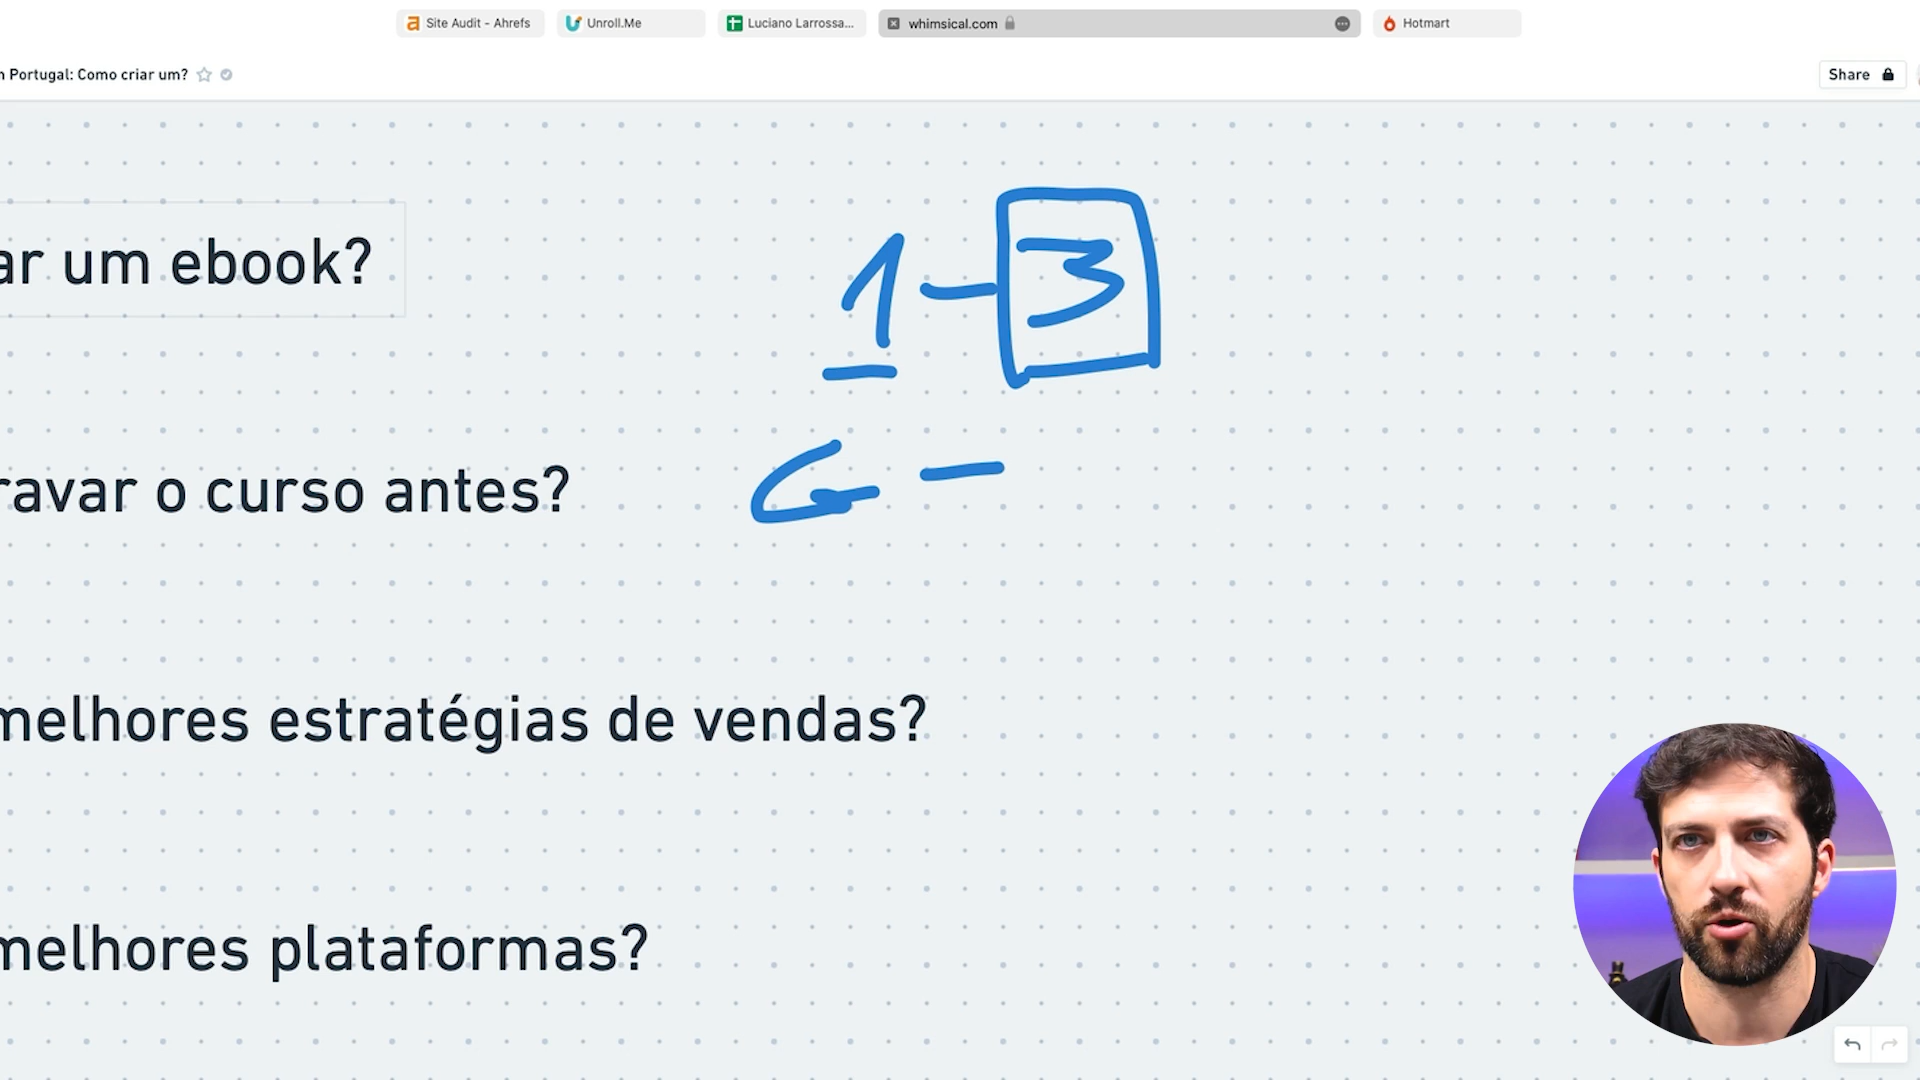 Site Audit - Ahrefs
Unroll.Me
Luciano Larrossa...
whimsical.com
Hotmart
Portugal: Como criar um?
Share
ar um ebook?
1 - 3
ravar o curso antes?
G -
melhores estratégias de vendas?
melhores plataformas?